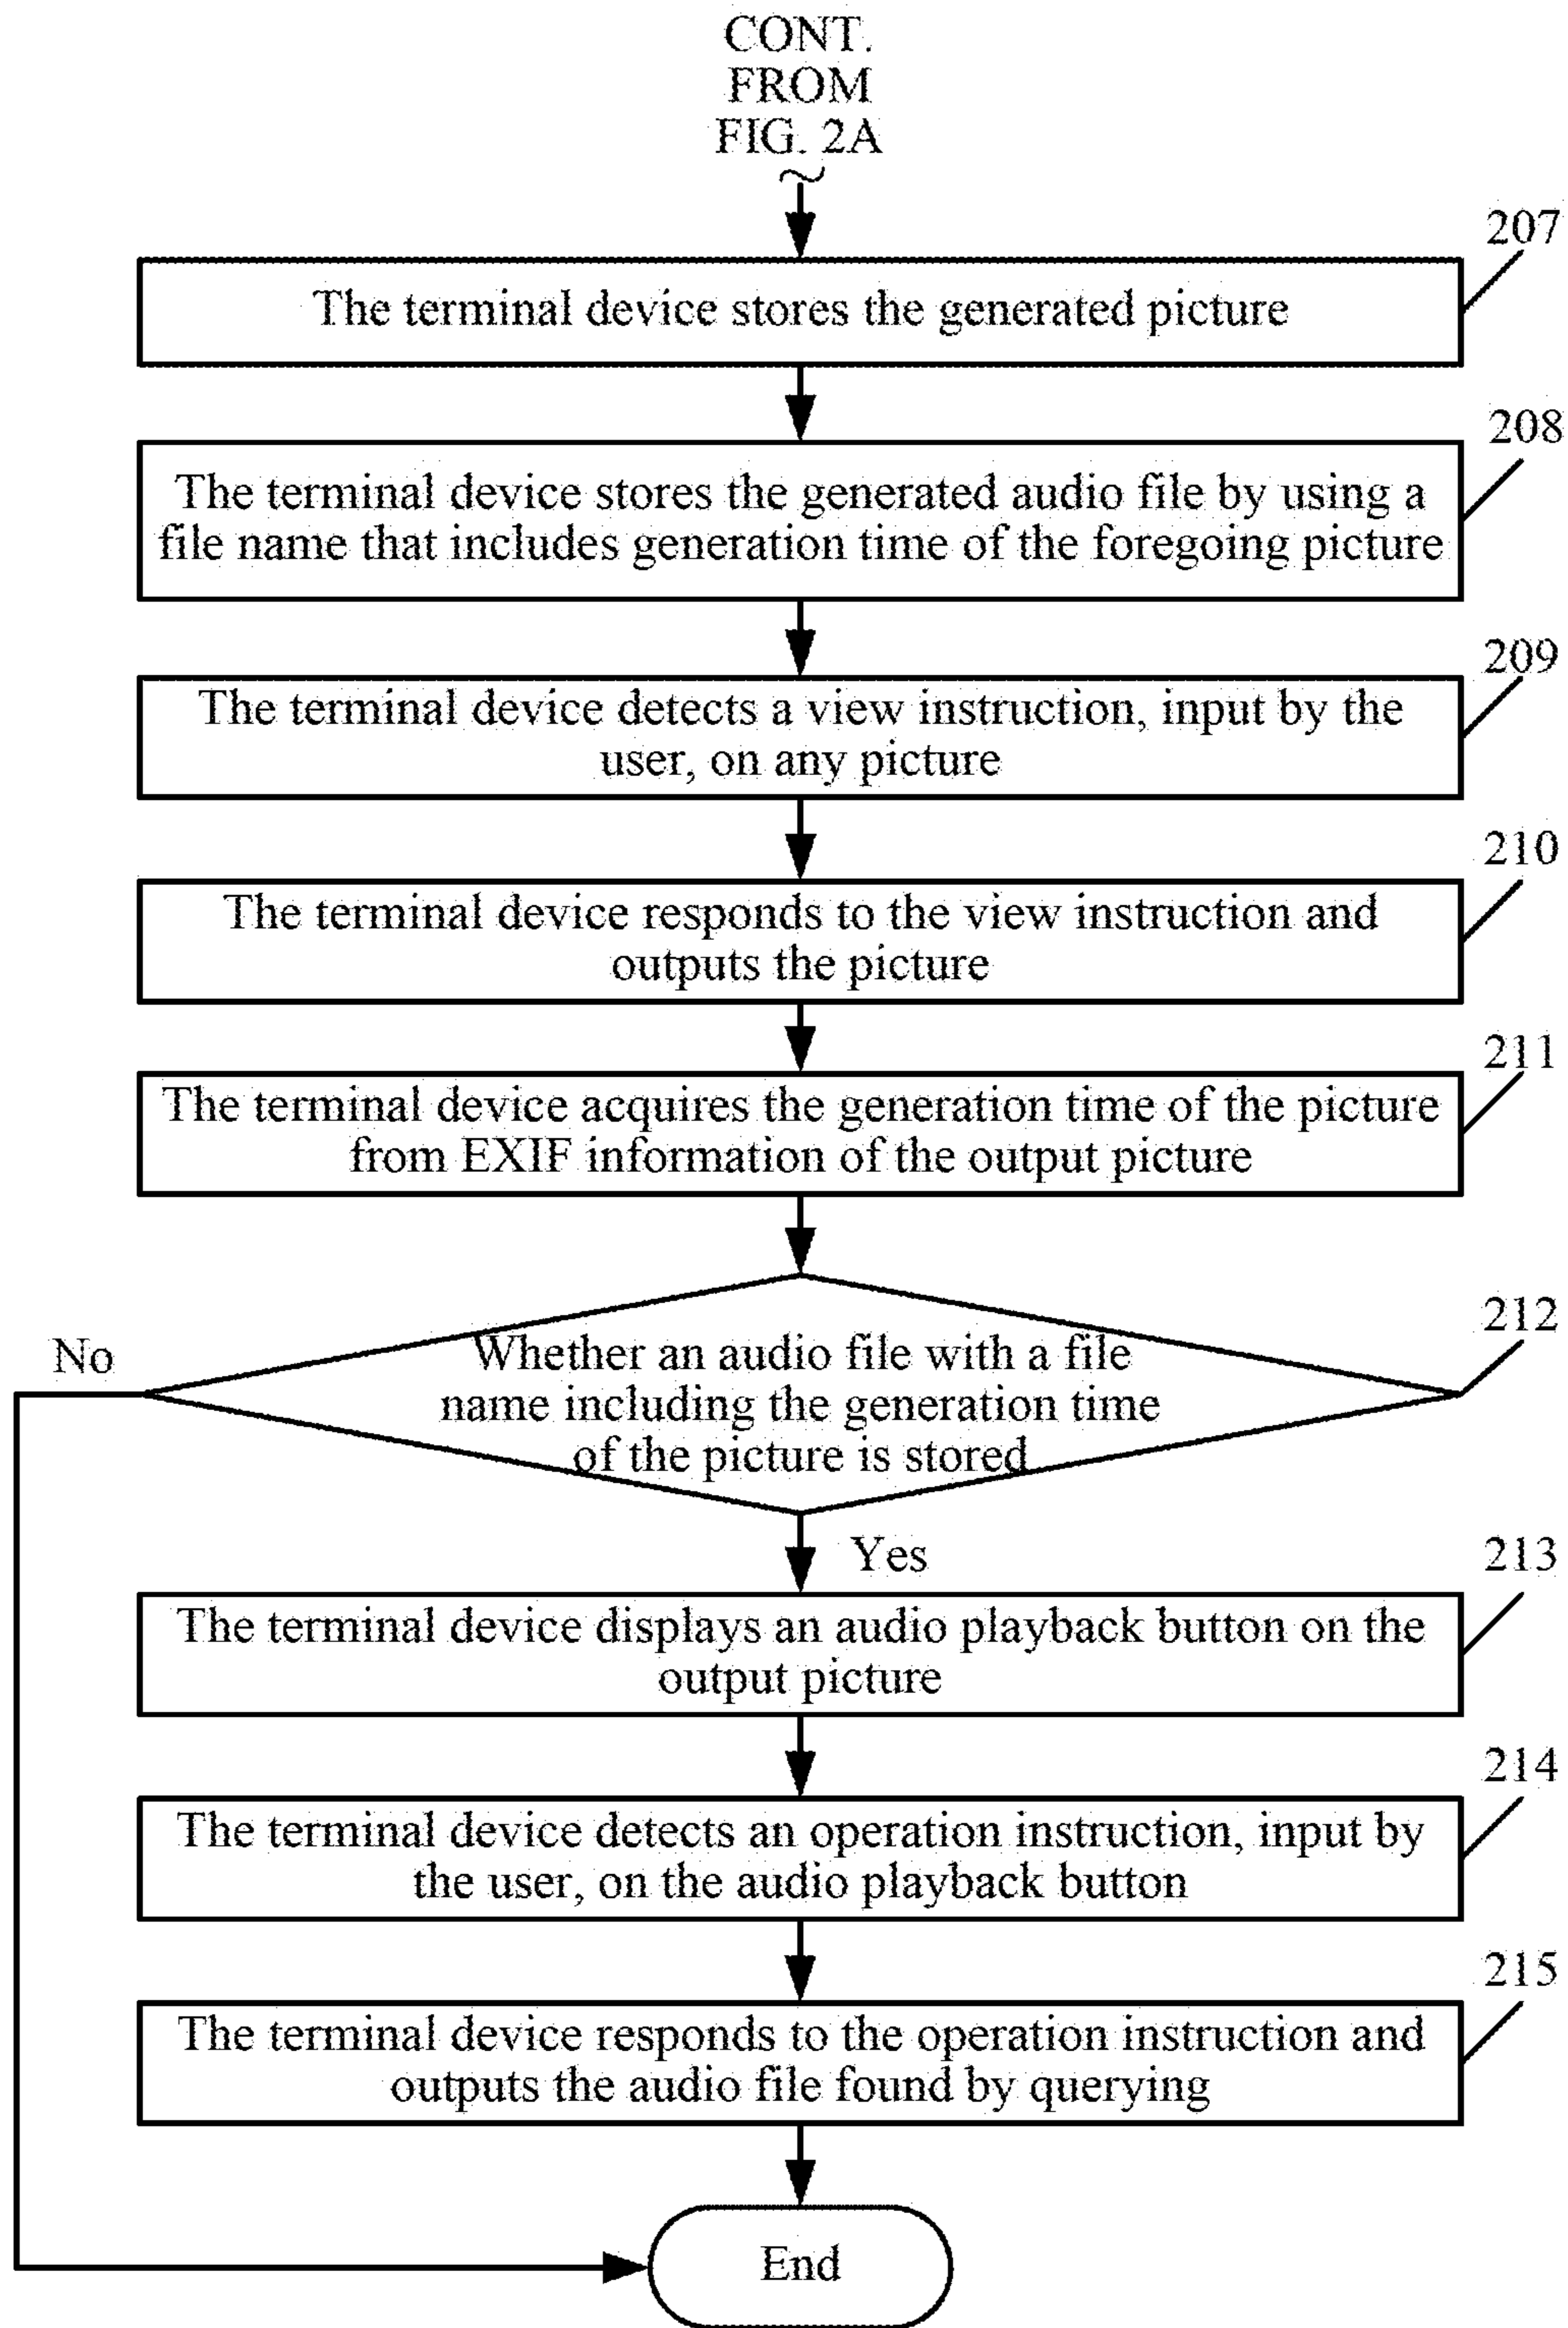 CONT.
FROM
FIG. 2A
207
The terminal device stores the generated picture
208
The terminal device stores the generated audio file by using a
file name that includes generation time of the foregoing picture
209
The terminal device detects a view instruction, input by the
user, on any picture
210
The terminal device responds to the view instruction and
outputs the picture
211
The terminal device acquires the generation time of the picture
from EXIF information of the output picture
212
No
Whether an audio file with a file
name including the generation time
of the picture is stored
Yes
213
The terminal device displays an audio playback button on the
output picture
214
The terminal device detects an operation instruction, input by
the user, on the audio playback button
215
The terminal device responds to the operation instruction and
outputs the audio file found by querying
End